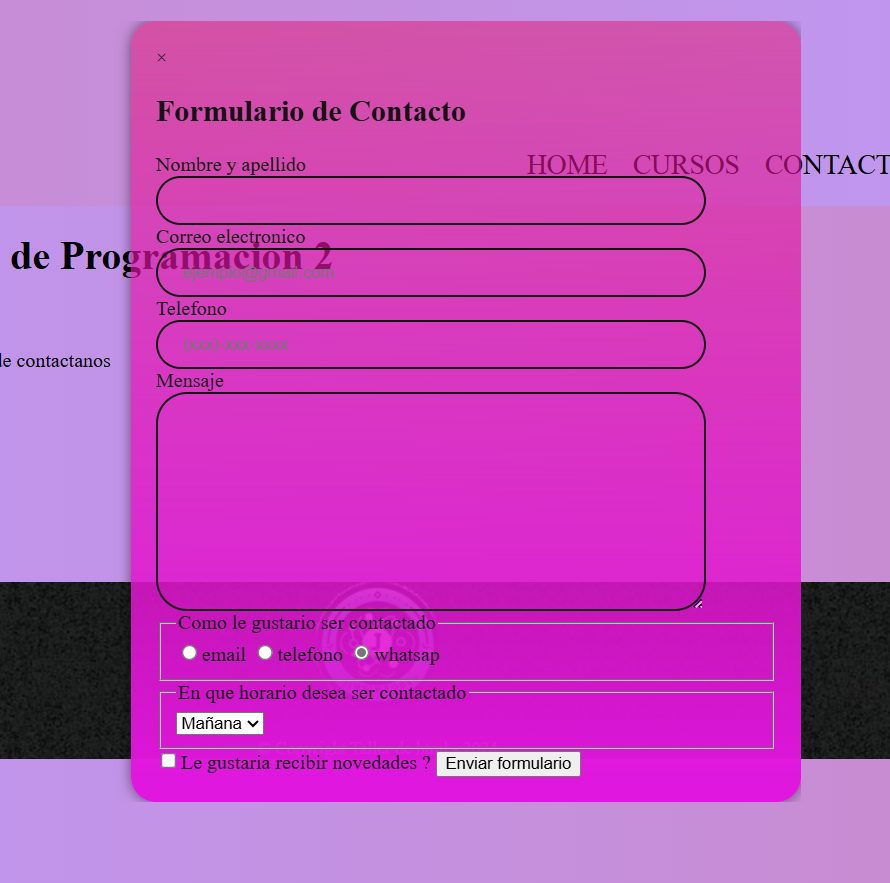 ×
Formulario de Contacto
HOME CURSOS CONTACT
Nombre y apellido
Correo electronico
de Programacion 2
ejemplo@gmail.com
Telefono
(xxx) xxx xxxx
de contactanos
Mensaje
Como le gustario ser contactado
email telefono whatsap
En que horario desea ser contactado
Mañana
Le gustaria recibir novedades ? Enviar formulario